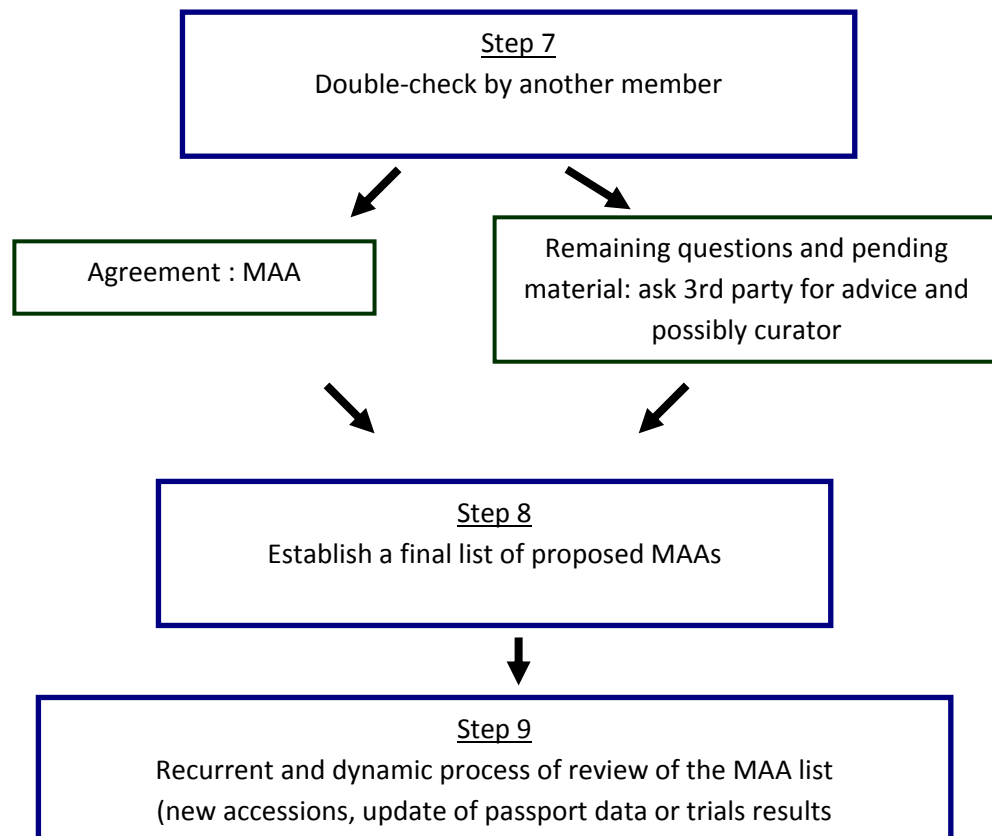 Step 7
Double-check by another member
Agreement : MAA
Remaining questions and pending
material: ask 3rd party for advice and
possibly curator
Step 8
Establish a final list of proposed MAAs
Step 9
Recurrent and dynamic process of review of the MAA list
(new accessions, update of passport data or trials results